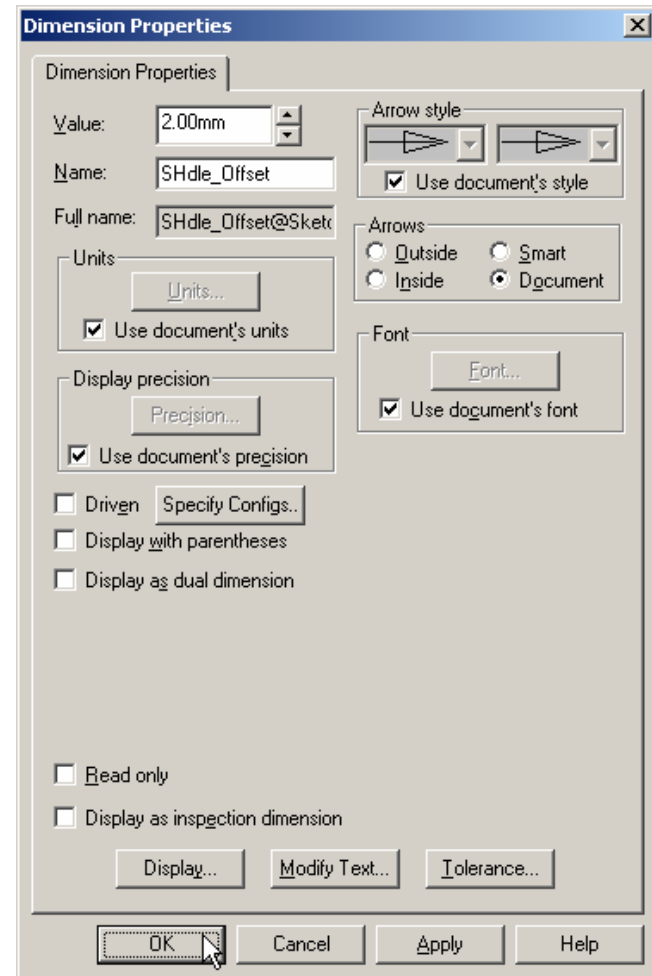 Dimension Properties
Dimension Properties
Value:
2.00mm
Name:
SHdle_Offset
Full name:
SHdle_Offset@Sketc
Units
Units...
Use document's units
Display precision
Precision...
Use document's precision
Driven
Specify Configs..
Display with parentheses
Display as dual dimension
Arrow style
Use document's style
Arrows
Outside
Smart
Inside
Document
Font
Font...
Use document's font
Read only
Display as inspection dimension
Display...
Modify Text...
Tolerance...
OK
Cancel
Apply
Help